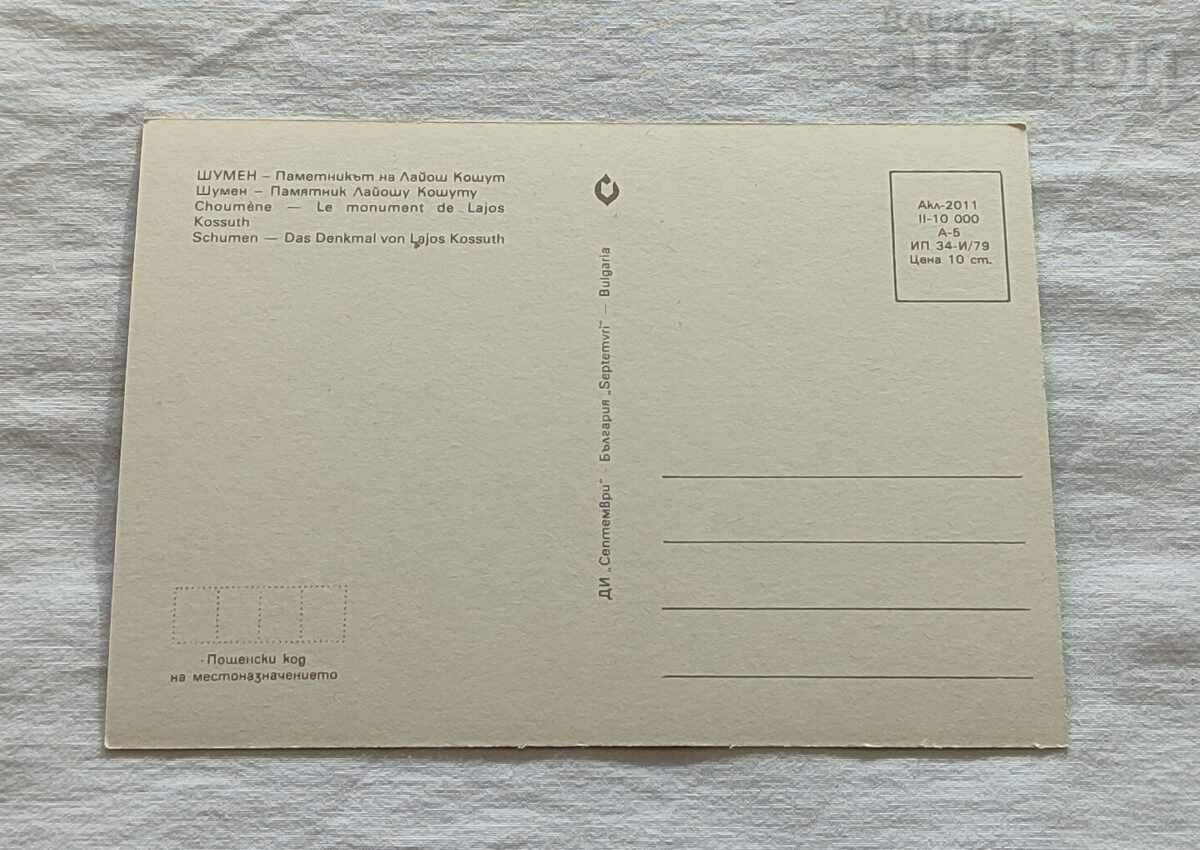 BALKAN
auction
ШУМЕН – Паметникът на Лайош Кошут
Шумен – Памятник Лайошу Кошуту
Choumène — Le monument de Lajos
Kossuth
Schumen — Das Denkmal von Lajos Kossuth
ДИ „Септември" · България „Septemvri" — Bulgaria
Акл-2011
II-10 000
А-5
ИП 34-И/79
Цена 10 ст.
Пощенски код
на местоназначението